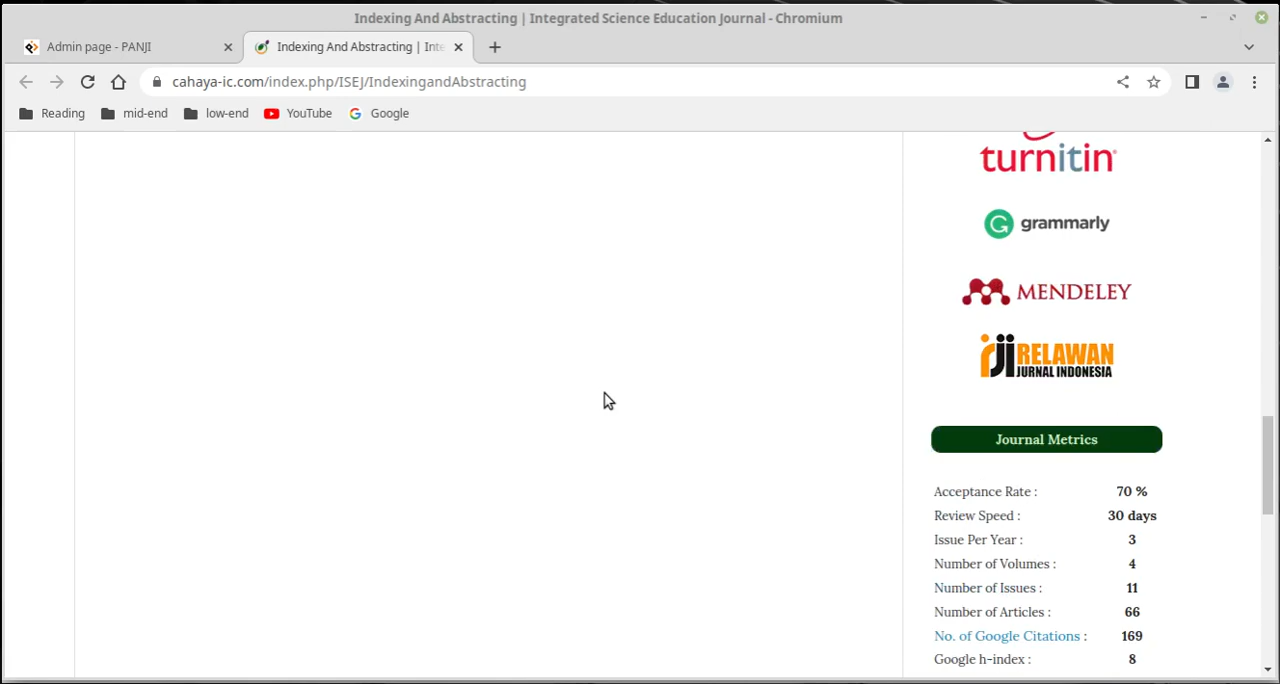 Indexing And Abstracting | Integrated Science Education Journal - Chromium
Admin page - PANJI
Indexing And Abstracting | Inte
cahaya-ic.com/index.php/ISEJ/IndexingandAbstracting
Reading
mid-end
low-end
YouTube
Google
turnitin
grammarly
MENDELEY
rji RELAWAN
JURNAL INDONESIA
Journal Metrics
Acceptance Rate : 70 %
Review Speed : 30 days
Issue Per Year : 3
Number of Volumes : 4
Number of Issues : 11
Number of Articles : 66
No. of Google Citations : 169
Google h-index : 8